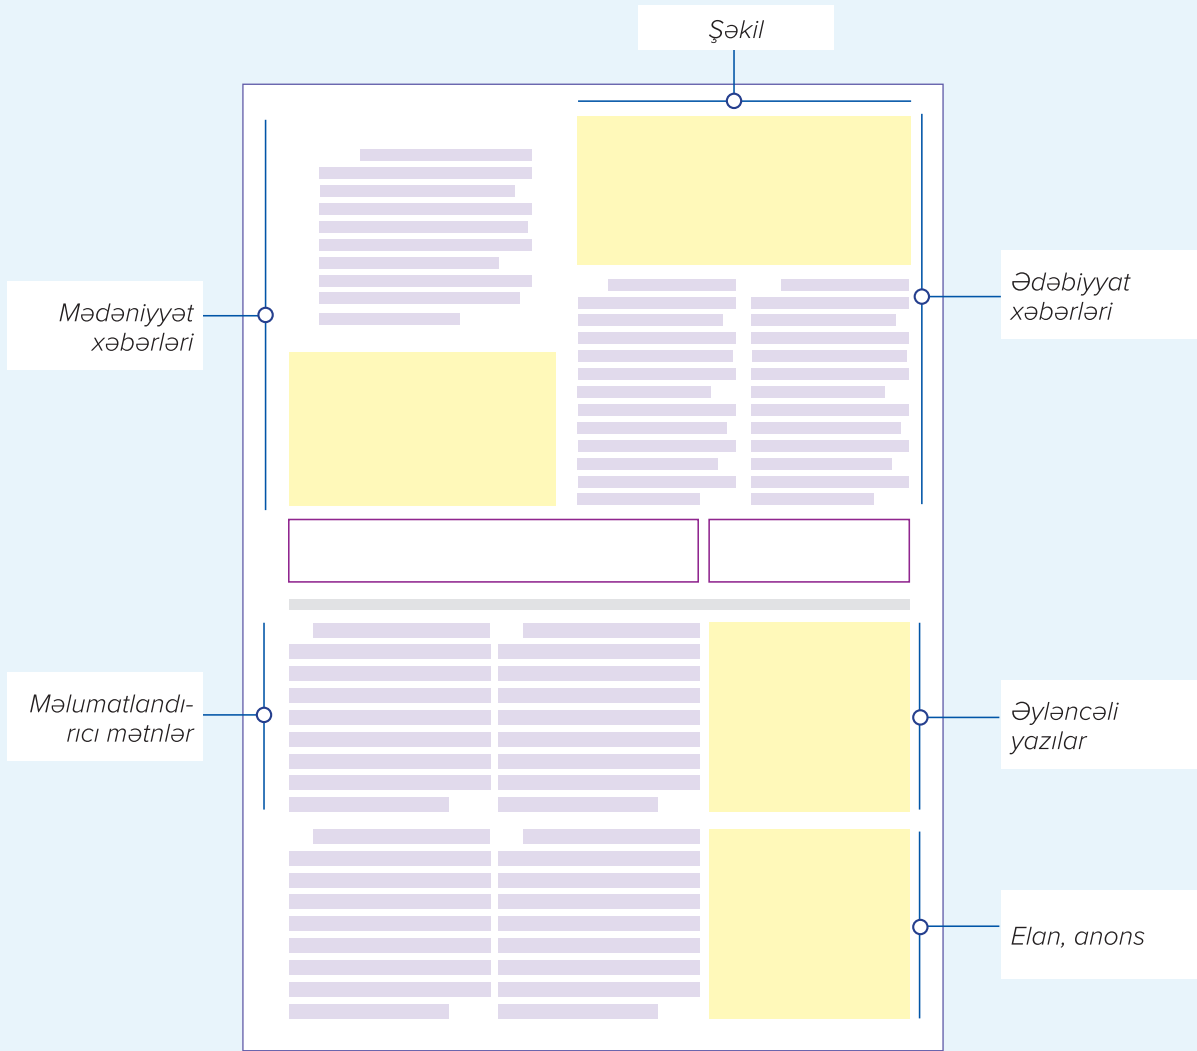 Şəkil
Mədəniyyət
xəbərləri
Ədəbiyyat
xəbərləri
Məlumatlandı-
rıcı mətnlər
Əyləncəli
yazılar
Elan, anons